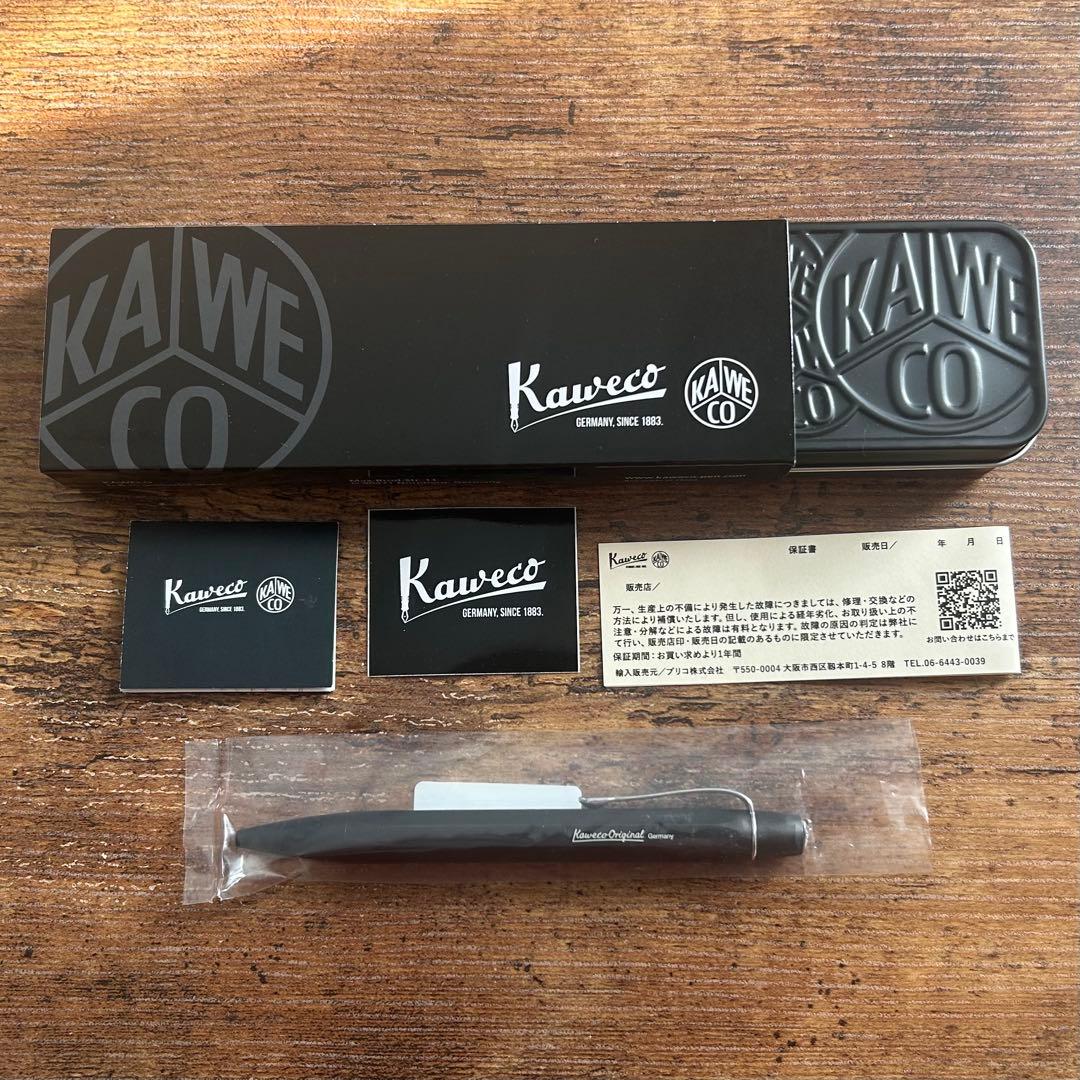 KAWE
CO
Kaweco
GERMANY, SINCE 1883.
KAWE
CO
KAWE
CO
www.kaweco-pen.com
Kaweco
GERMANY, SINCE 1883.
KAWE
CO
Kaweco
GERMANY, SINCE 1883.
Kaweco
KAWE
CO
保証書
販売日/ 年 月 日
販売店/
万一、生産上の不備により発生した故障につきましては、修理・交換などの
方法により補償いたします。但し、使用による経年劣化、お取り扱い上の不
注意・分解などによる故障は有料となります。故障の原因の判定は弊社に
て行い、販売店印・販売日の記載のあるものに限定させていただきます。
保証期間:お買い求めより1年間
お問い合わせはこちらまで
輸入販売元/プリコ株式会社 〒550-0004 大阪市西区靱本町1-4-5 8階 TEL.06-6443-0039
Kaweco Original Germany